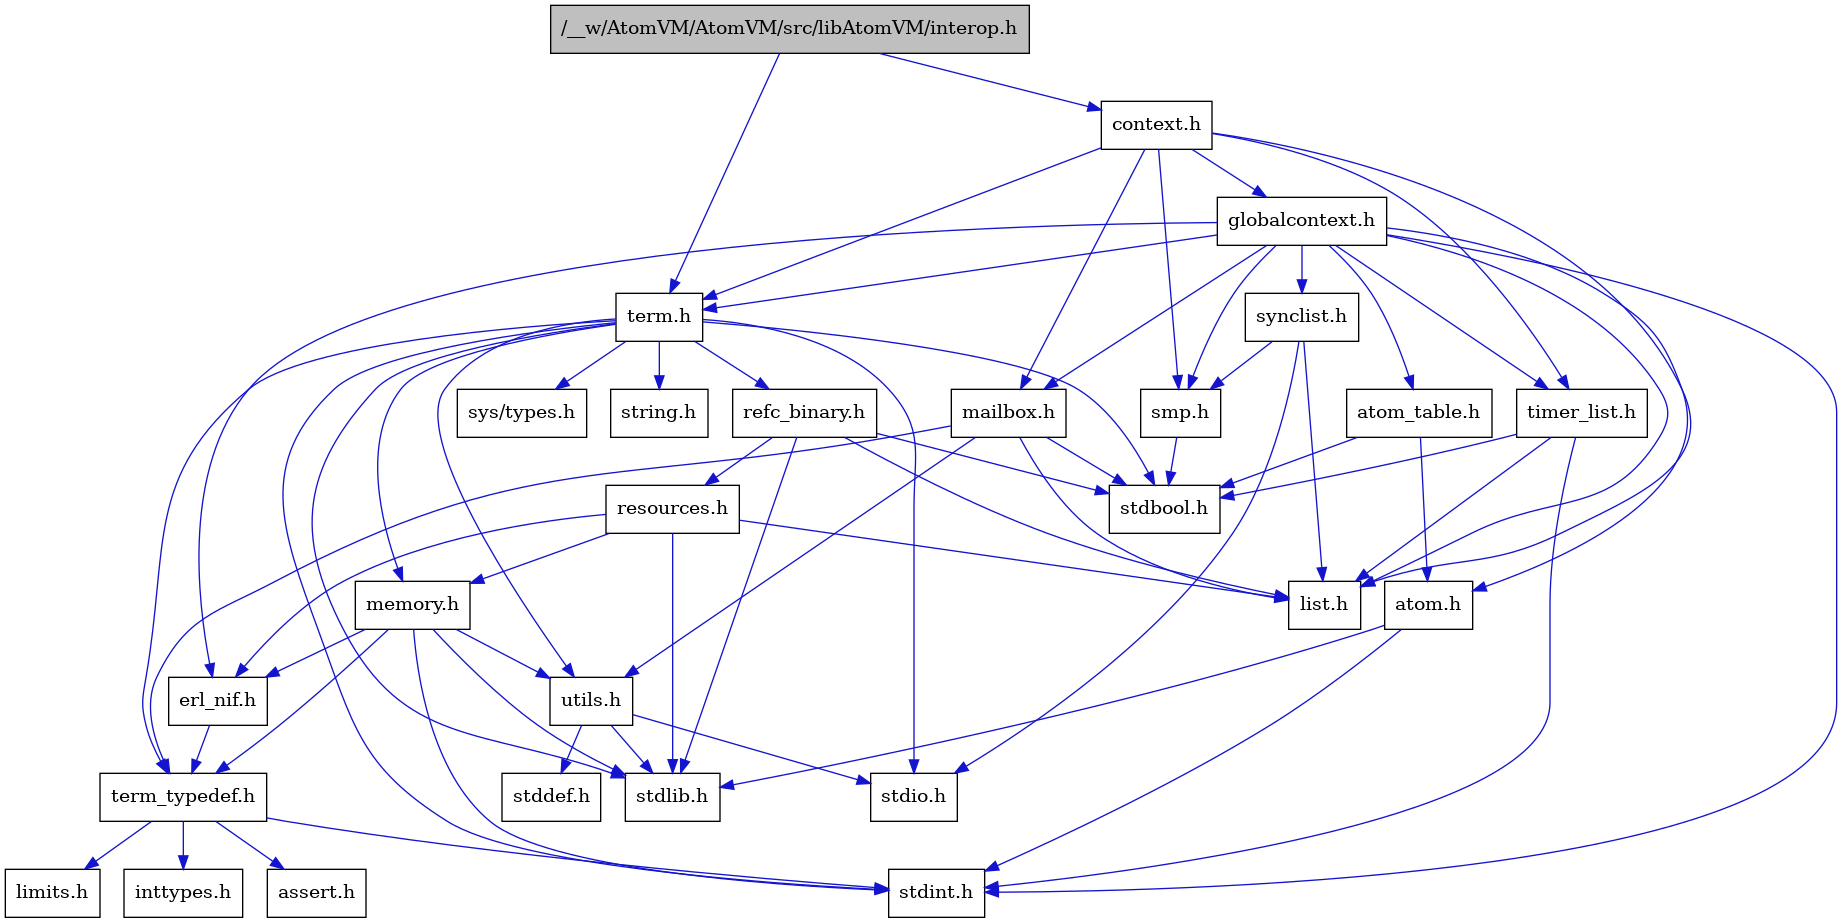 /__w/AtomVM/AtomVM/src/libAtomVM/interop.h
context.h
globalcontext.h
term.h
synclist.h
sys/types.h
string.h
refc_binary.h
mailbox.h
smp.h
atom_table.h
timer_list.h
resources.h
stdbool.h
memory.h
list.h
atom.h
erl_nif.h
utils.h
term_typedef.h
stddef.h
stdlib.h
stdio.h
limits.h
inttypes.h
assert.h
stdint.h